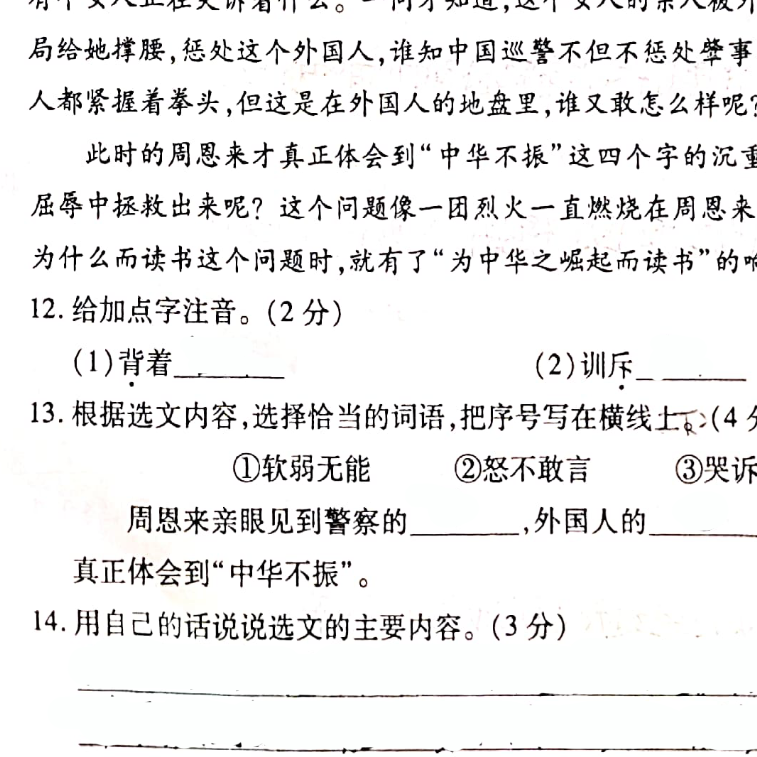 有个女人正在哭诉着什么。一问才知道,这个女人的亲人被外
局给她撑腰,惩处这个外国人,谁知中国巡警不但不惩处肇事
人都紧握着拳头,但这是在外国人的地盘里,谁又敢怎么样呢?
此时的周恩来才真正体会到“中华不振”这四个字的沉重
屈辱中拯救出来呢?这个问题像一团烈火一直燃烧在周恩来
为什么而读书这个问题时,就有了“为中华之崛起而读书”的响
12. 给加点字注音。(2 分)
(1)背着________ (2)训斥________
13. 根据选文内容,选择恰当的词语,把序号写在横线上。(4 分
①软弱无能 ②怒不敢言 ③哭诉
周恩来亲眼见到警察的________,外国人的________
真正体会到“中华不振”。
14. 用自己的话说说选文的主要内容。(3 分)